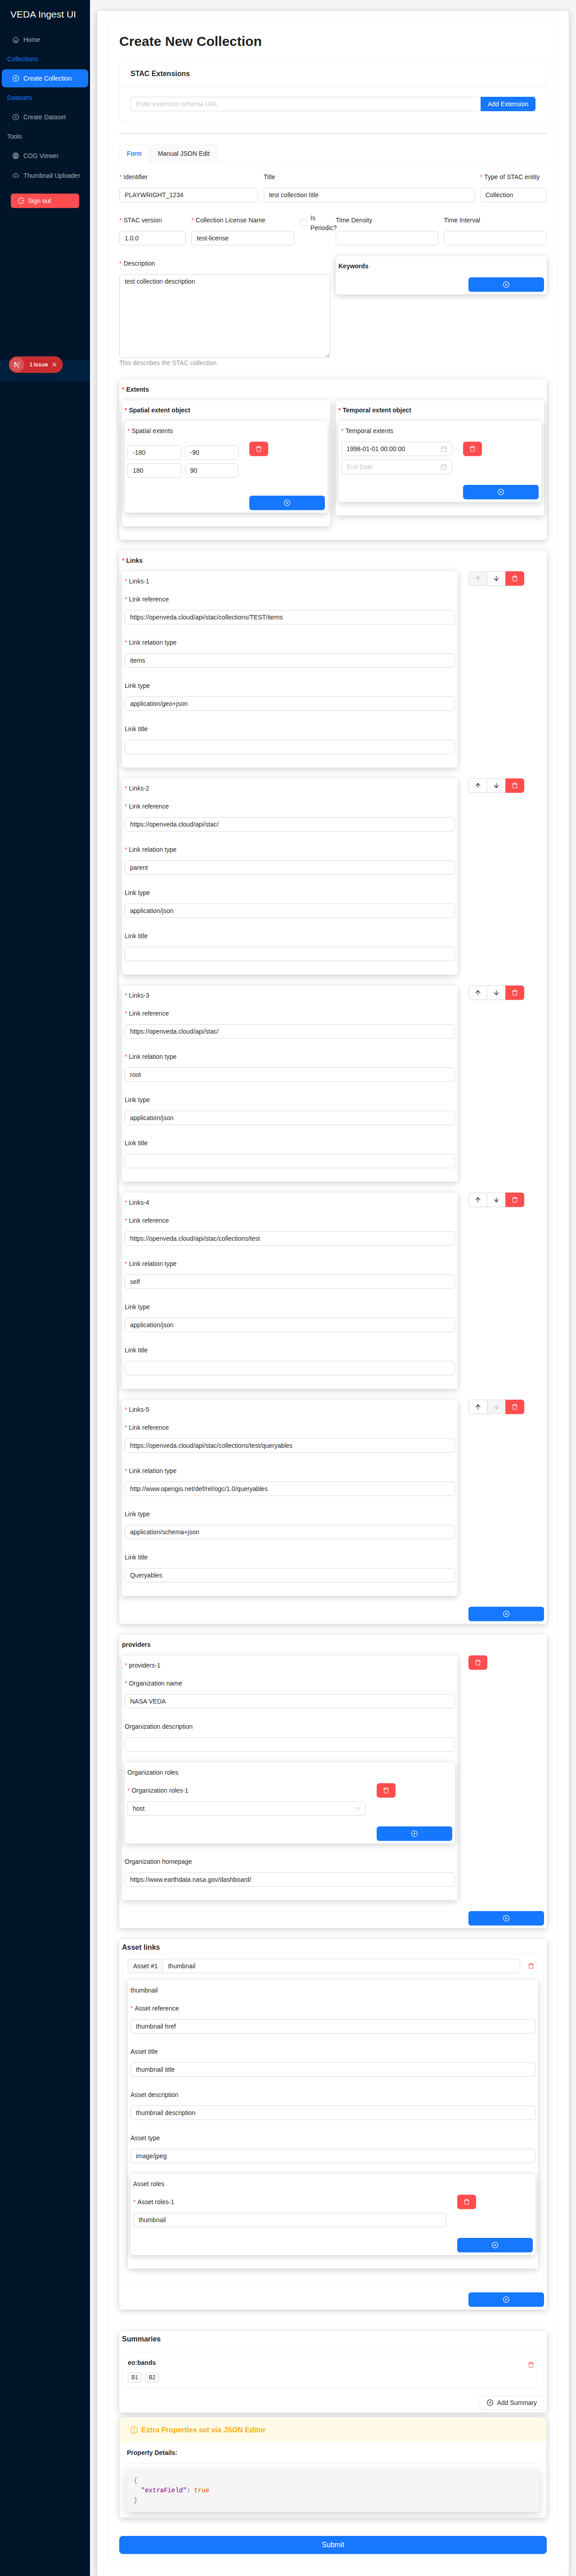 VEDA Ingest UI
Home
Collections
Create Collection
Datasets
Create Dataset
Tools
COG Viewer
Thumbnail Uploader
Sign out
N
1 Issue
Create New Collection
STAC Extensions
Enter extension schema URL
Add Extension
Form
Manual JSON Edit
* Identifier
Title
* Type of STAC entity
PLAYWRIGHT_1234
test collection title
Collection
* STAC version
* Collection License Name
Is Periodic?
Time Density
Time Interval
1.0.0
test-license
* Description
test collection description
This describes the STAC collection.
Keywords
* Extents
* Spatial extent object
* Spatial extents
-180
-90
180
90
* Temporal extent object
* Temporal extents
1998-01-01 00:00:00
End Date
* Links
* Links-1
* Link reference
https://openveda.cloud/api/stac/collections/TEST/items
* Link relation type
items
Link type
application/geo+json
Link title
* Links-2
* Link reference
https://openveda.cloud/api/stac/
* Link relation type
parent
Link type
application/json
Link title
* Links-3
* Link reference
https://openveda.cloud/api/stac/
* Link relation type
root
Link type
application/json
Link title
* Links-4
* Link reference
https://openveda.cloud/api/stac/collections/test
* Link relation type
self
Link type
application/json
Link title
* Links-5
* Link reference
https://openveda.cloud/api/stac/collections/test/queryables
* Link relation type
http://www.opengis.net/def/rel/ogc/1.0/queryables
Link type
application/schema+json
Link title
Queryables
providers
* providers-1
* Organization name
NASA VEDA
Organization description
Organization roles
* Organization roles-1
host
Organization homepage
https://www.earthdata.nasa.gov/dashboard/
Asset links
Asset #1
thumbnail
thumbnail
* Asset reference
thumbnail href
Asset title
thumbnail title
Asset description
thumbnail description
Asset type
image/jpeg
Asset roles
* Asset roles-1
thumbnail
Summaries
eo:bands
B1
B2
Add Summary
Extra Properties set via JSON Editor
Property Details:
{
"extraField": true
}
Submit